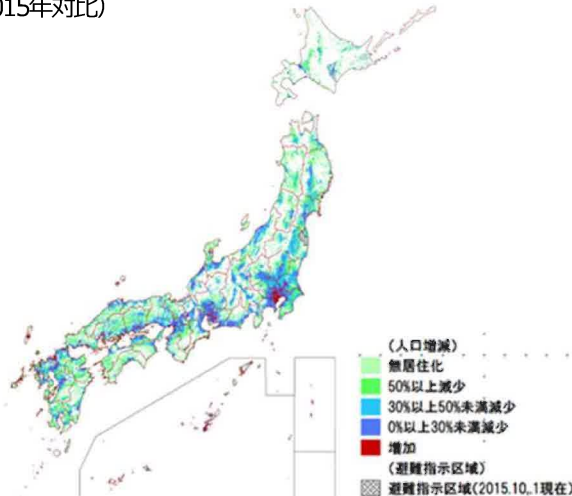 015年対比）
（人口増減）
無居住化
50%以上減少
30%以上50%未満減少
0%以上30%未満減少
増加
（避難指示区域）
避難指示区域(2015.10.1現在)